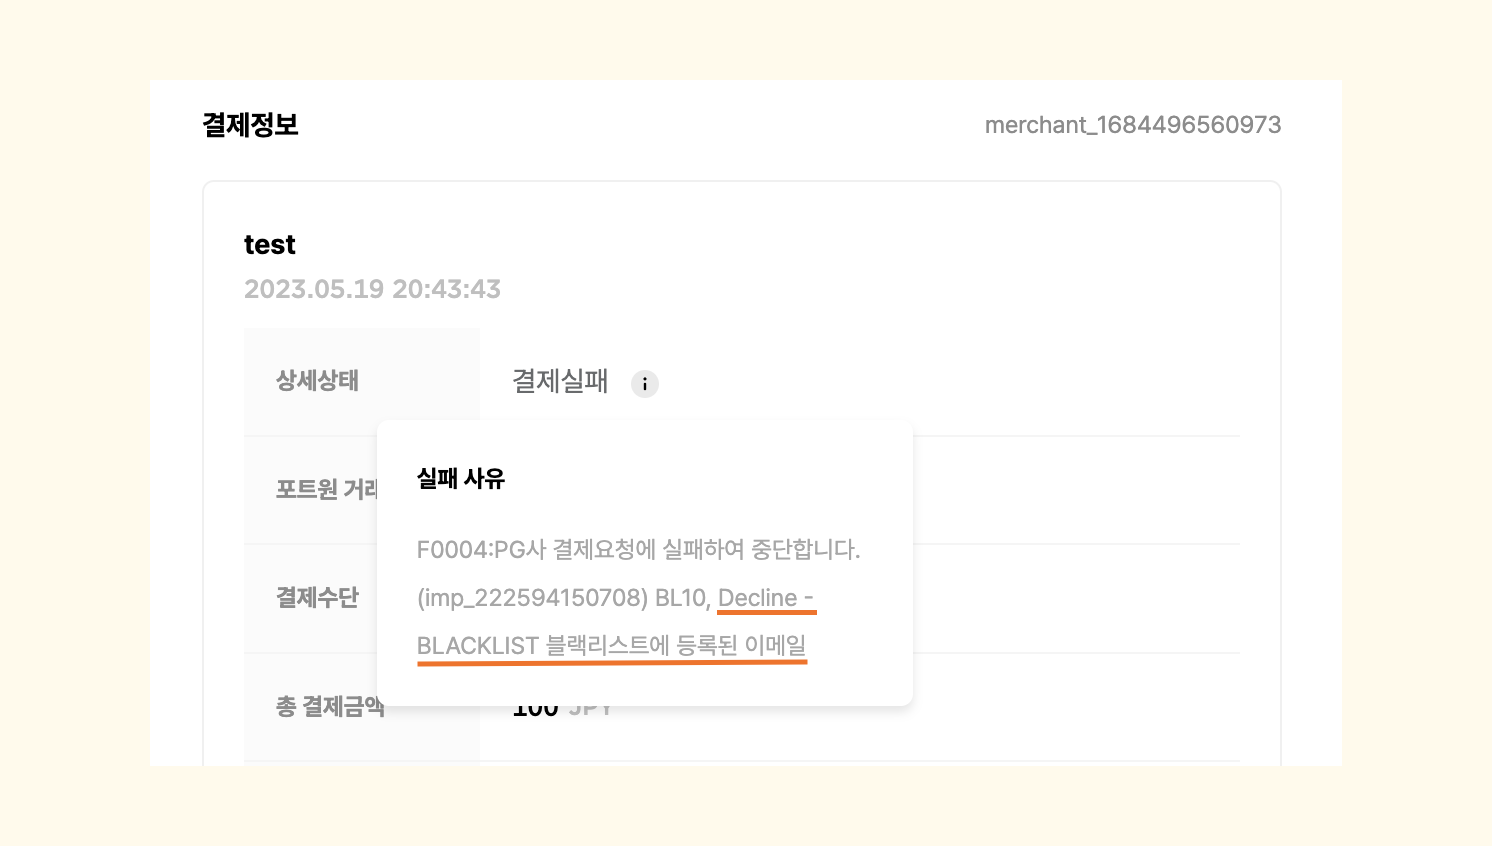 결제정보
merchant_1684496560973
test
2023.05.19 20:43:43
상세상태
결제실패 i
실패 사유
포트원
F0004:PG사 결제요청에 실패하여 중단합니다.
결제수단
(imp_222594150708) BL10, Decline -
BLACKLIST 블랙리스트에 등록된 이메일
총 결제금액
100 JPY